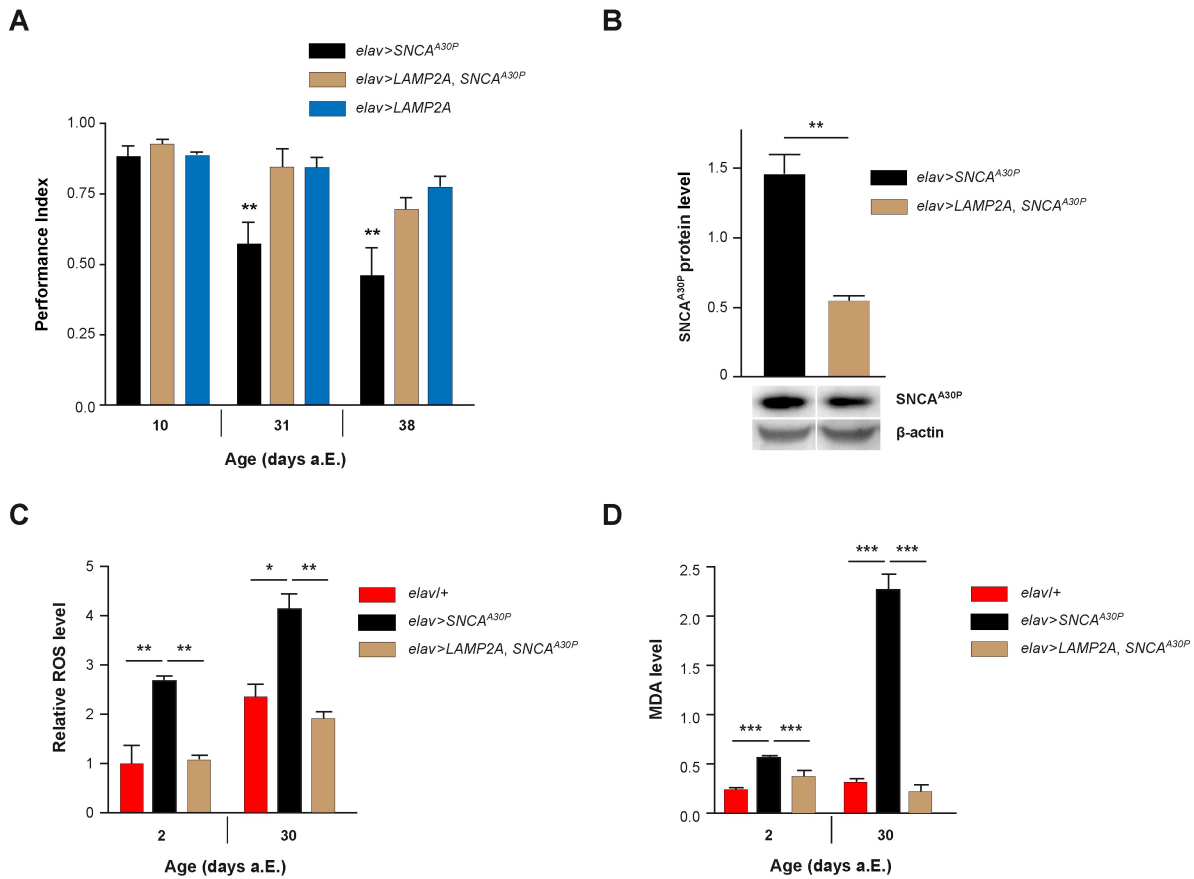 A
elav>SNCA^A30P
elav>LAMP2A, SNCA^A30P
elav>LAMP2A
Performance Index
1.00
0.75
0.50
0.25
0.0
**
**
10
31
38
Age (days a.E.)
B
**
SNCA^A30P protein level
1.5
1.0
0.5
0
elav>SNCA^A30P
elav>LAMP2A, SNCA^A30P
SNCA^A30P
β-actin
C
Relative ROS level
5
4
3
2
1
0
**
**
*
**
elav/+
elav>SNCA^A30P
elav>LAMP2A, SNCA^A30P
2
30
Age (days a.E.)
D
MDA level
2.5
2.0
1.5
1.0
0.5
0.0
***
***
***
***
elav/+
elav>SNCA^A30P
elav>LAMP2A, SNCA^A30P
2
30
Age (days a.E.)